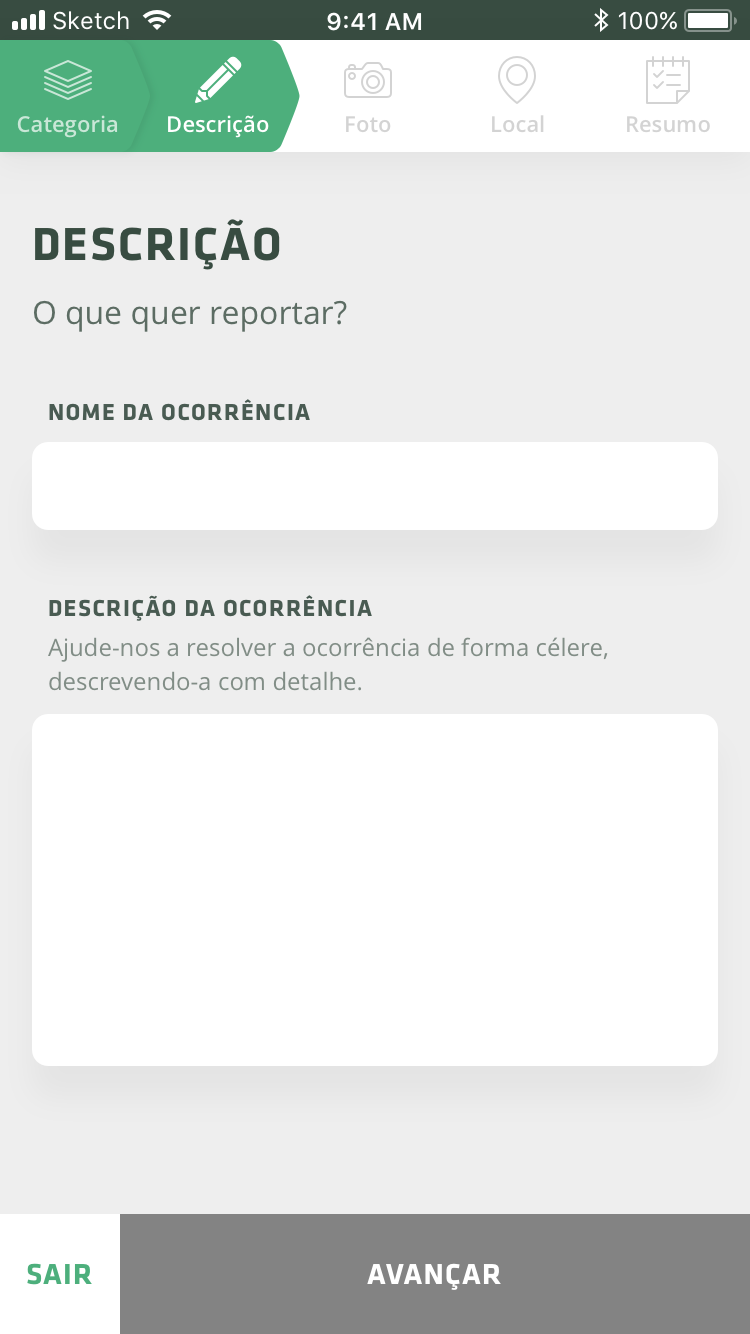 Sketch 9:41 AM 100%
Categoria Descrição Foto Local Resumo
DESCRIÇÃO
O que quer reportar?
NOME DA OCORRÊNCIA
DESCRIÇÃO DA OCORRÊNCIA
Ajude-nos a resolver a ocorrência de forma célere,
descrevendo-a com detalhe.
SAIR AVANÇAR